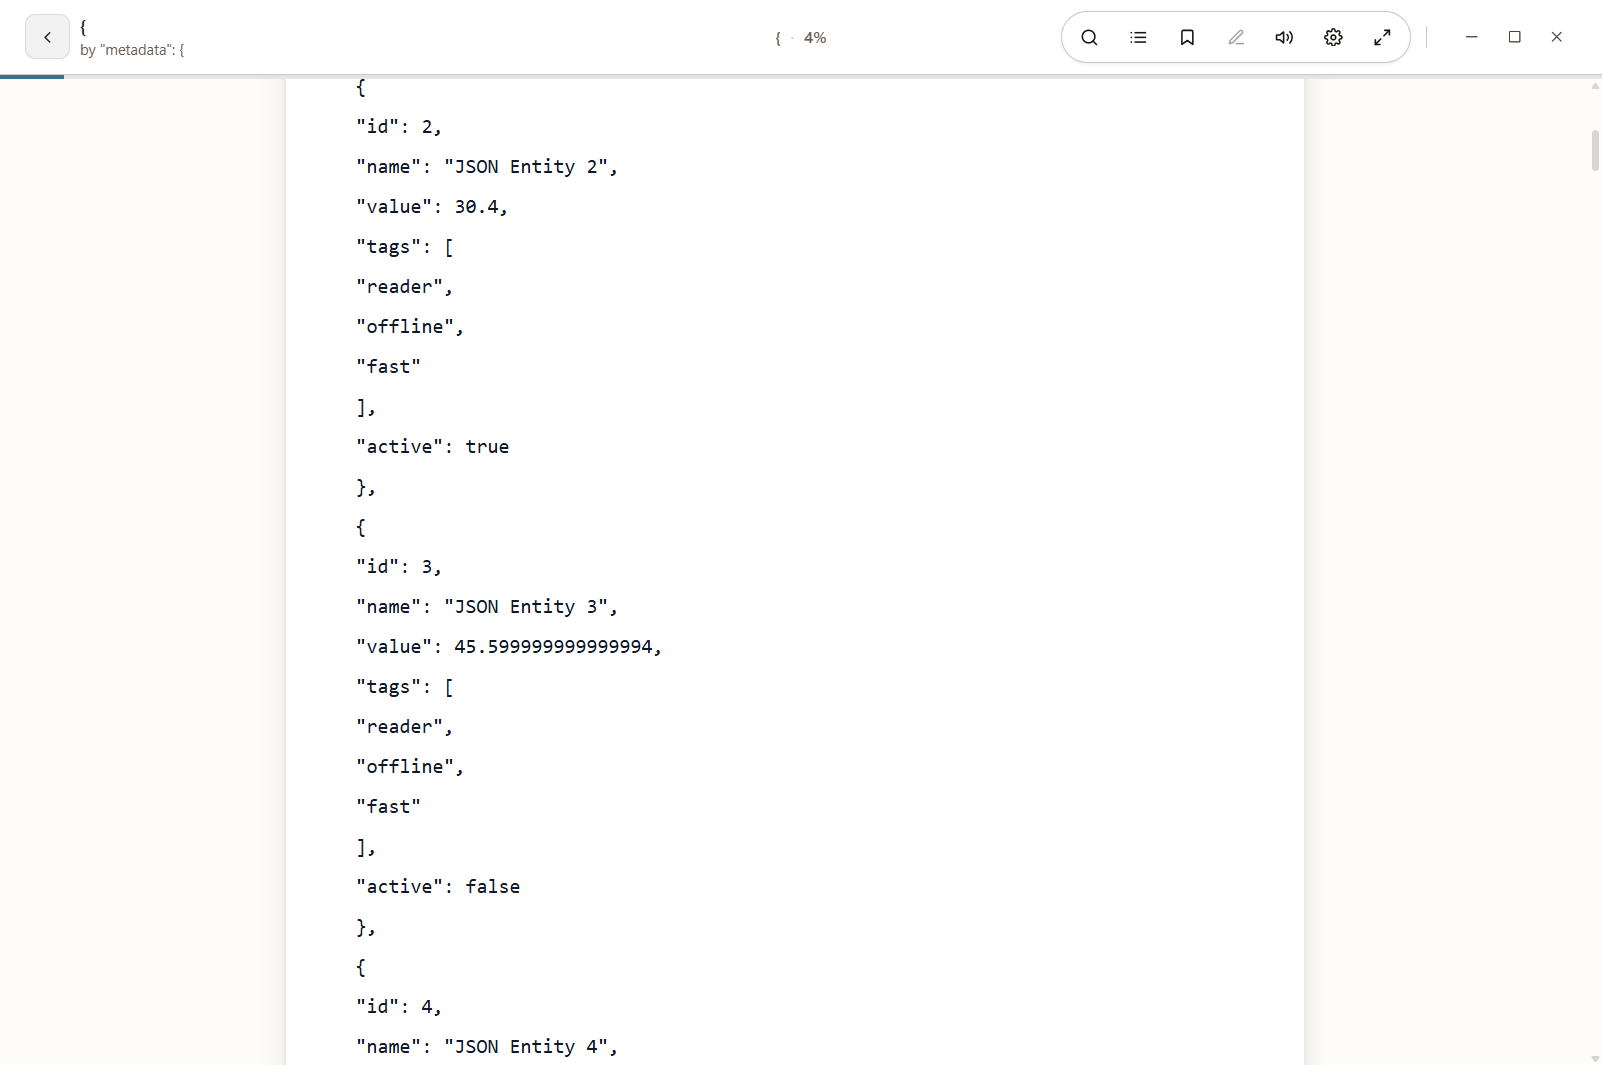 {
by "metadata": {
{ · 4%
{
"id": 2,
"name": "JSON Entity 2",
"value": 30.4,
"tags": [
"reader",
"offline",
"fast"
],
"active": true
},
{
"id": 3,
"name": "JSON Entity 3",
"value": 45.599999999999994,
"tags": [
"reader",
"offline",
"fast"
],
"active": false
},
{
"id": 4,
"name": "JSON Entity 4",